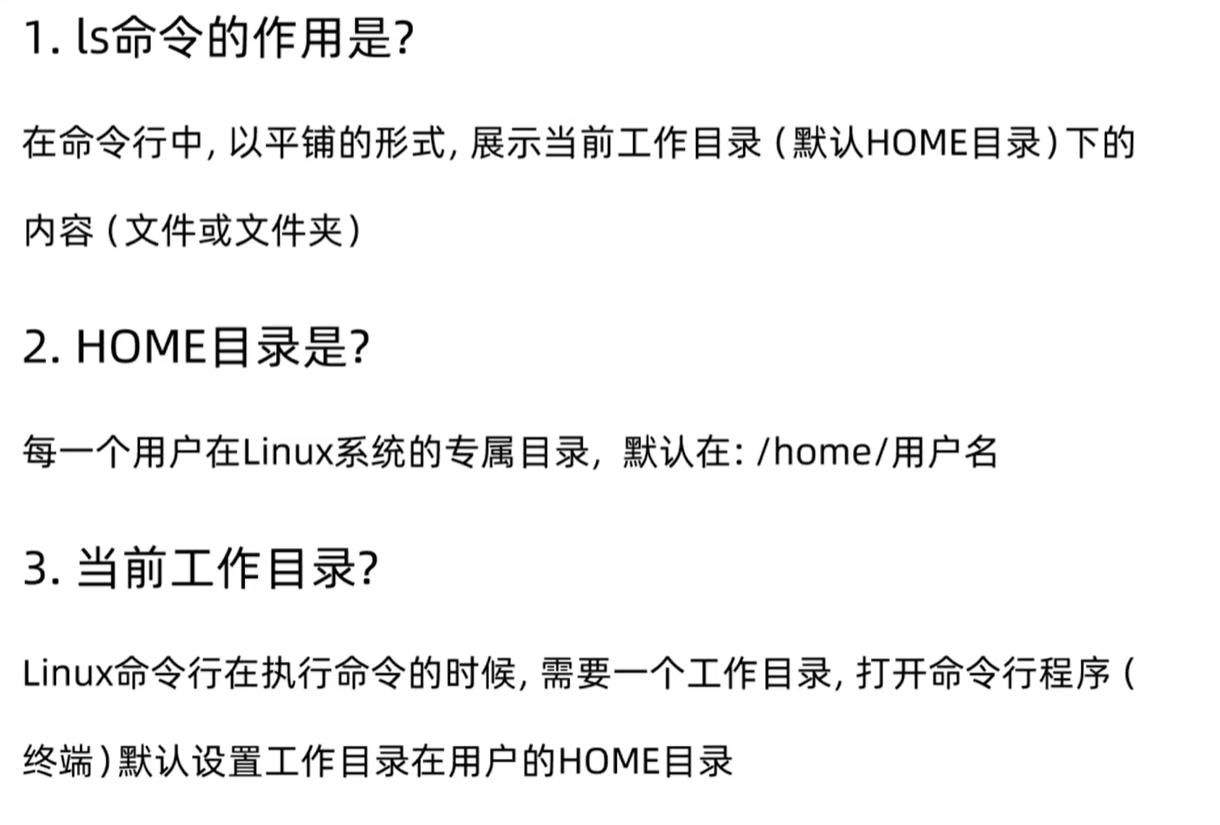 1. ls命令的作用是?
在命令行中, 以平铺的形式, 展示当前工作目录 (默认HOME目录) 下的
内容 (文件或文件夹)
2. HOME目录是?
每一个用户在Linux系统的专属目录, 默认在: /home/用户名
3. 当前工作目录?
Linux命令行在执行命令的时候, 需要一个工作目录, 打开命令行程序 (
终端) 默认设置工作目录在用户的HOME目录